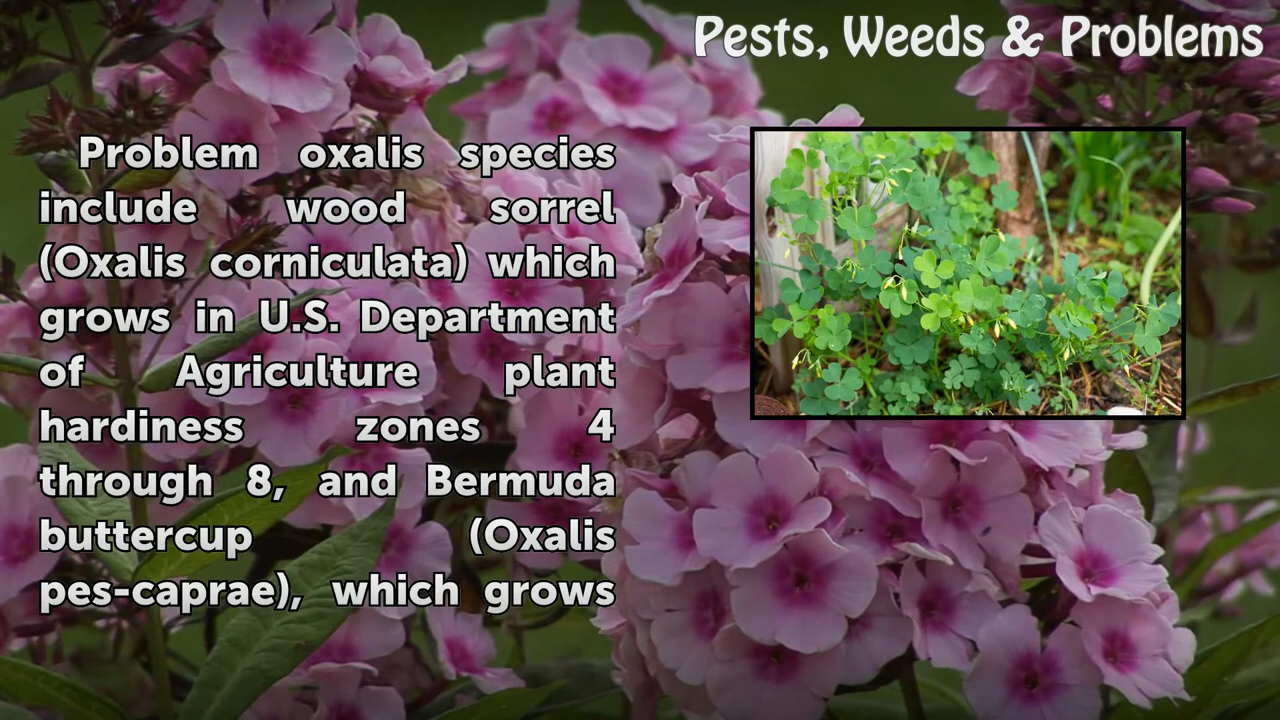 Pests, Weeds & Problems
Problem oxalis species
include wood sorrel
(Oxalis corniculata) which
grows in U.S. Department
of Agriculture plant
hardiness zones 4
through 8, and Bermuda
buttercup (Oxalis
pes-caprae), which grows